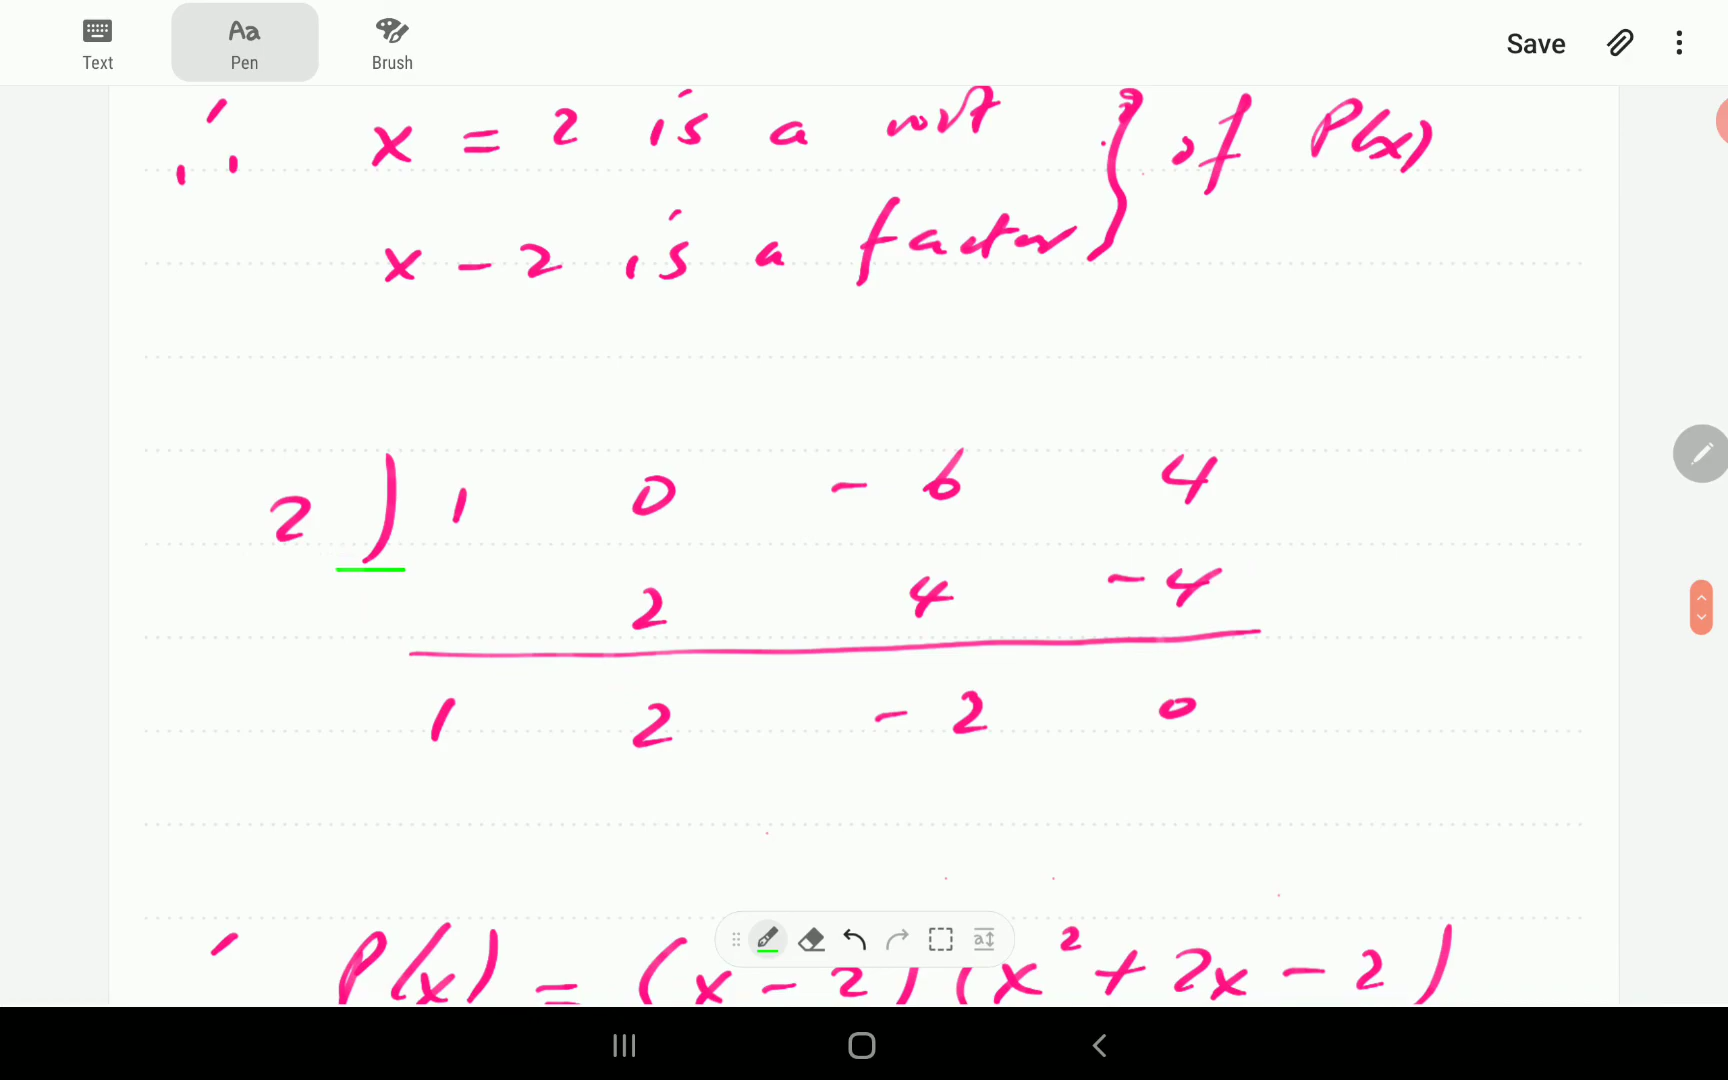 Text Aa Pen Brush Save
∴ x = 2 is a root } of P(x)
x - 2 is a factor
2 ) 1 0 - 6 4
2 4 - 4
1 2 - 2 0
P(x) = (x - 2) (x² + 2x - 2)